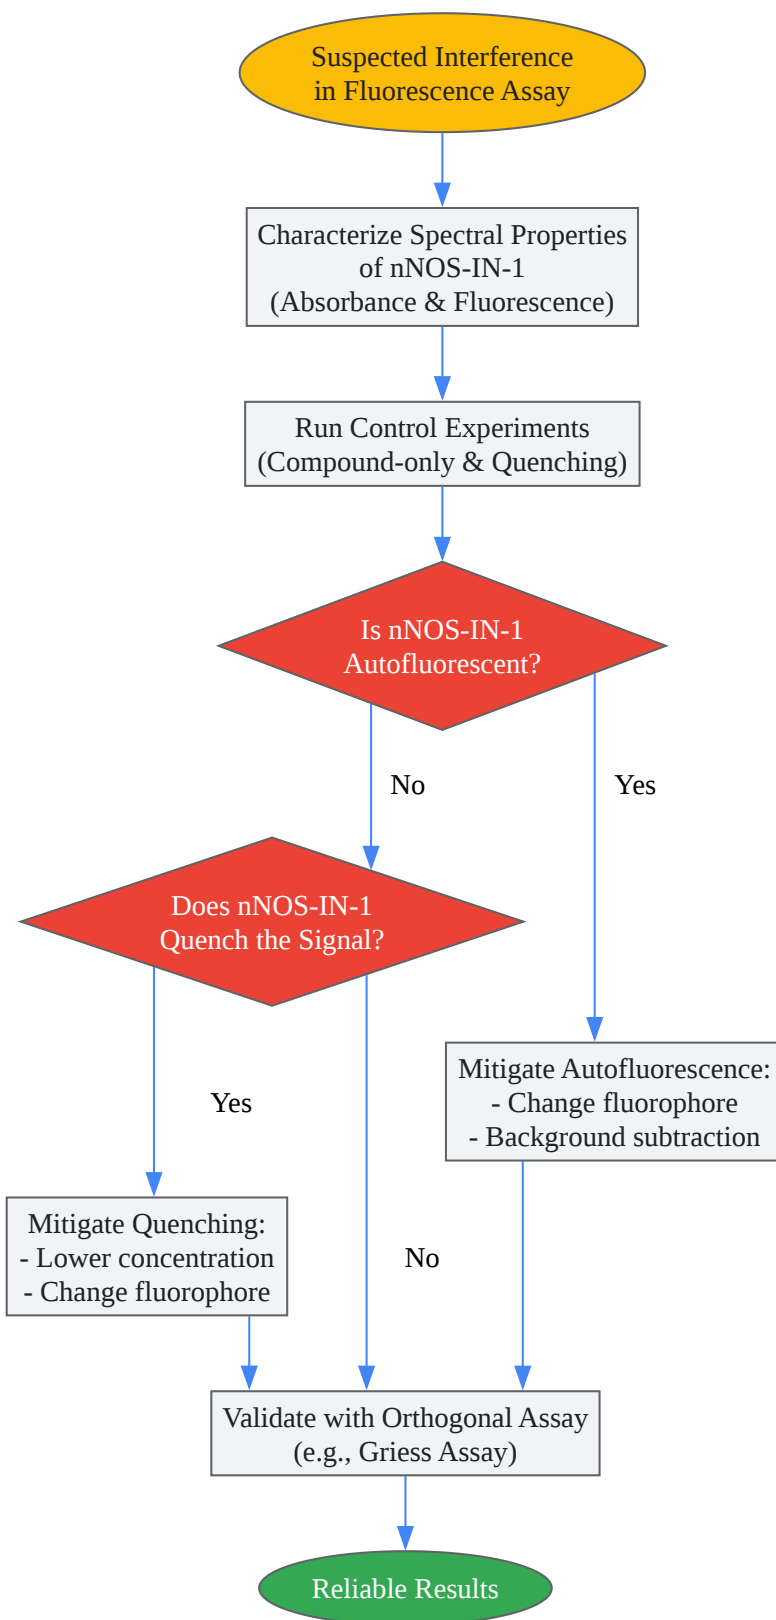 Suspected Interference
in Fluorescence Assay
Characterize Spectral Properties
of nNOS-IN-1
(Absorbance & Fluorescence)
Run Control Experiments
(Compound-only & Quenching)
Is nNOS-IN-1
Autofluorescent?
No
Yes
Does nNOS-IN-1
Quench the Signal?
Mitigate Autofluorescence:
- Change fluorophore
- Background subtraction
Yes
Mitigate Quenching:
- Lower concentration
- Change fluorophore
No
Validate with Orthogonal Assay
(e.g., Griess Assay)
Reliable Results